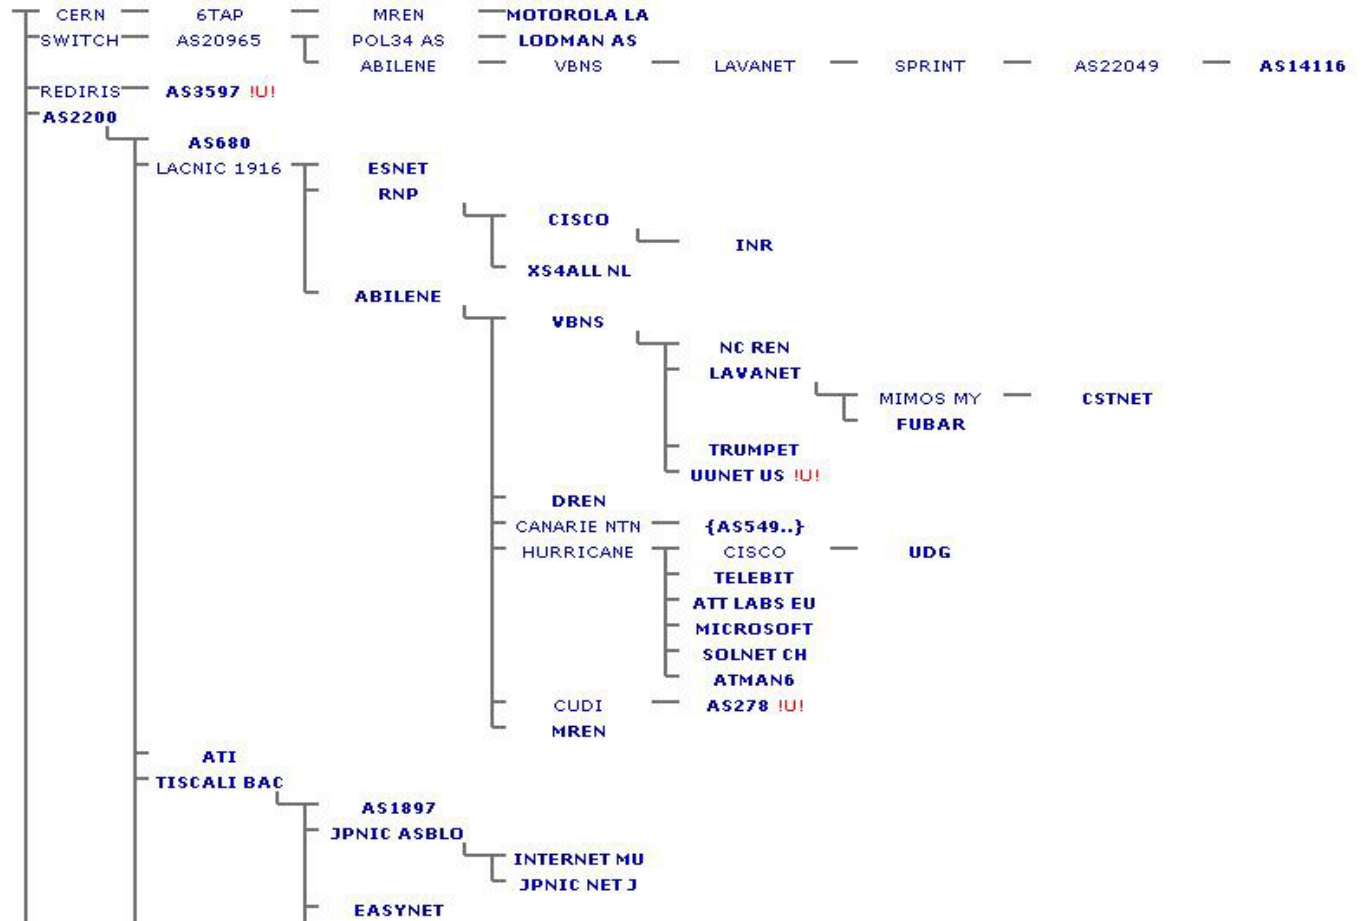 CERN 6TAP MREN MOTOROLA LA
SWITCH AS20965 POL34 AS LODMAN AS
ABILENE VBNS LAVANET SPRINT AS22049 AS14116
REDIRIS AS3597 !U!
AS2200
AS680
LACNIC 1916 ESNET
RNP
CISCO
INR
XS4ALL NL
ABILENE
VBNS
NC REN
LAVANET
MIMOS MY CSTNET
FUBAR
TRUMPET
UUNET US !U!
DREN
CANARIE NTN {AS549..}
HURRICANE CISCO UDG
TELEBIT
ATT LABS EU
MICROSOFT
SOLNET CH
ATMAN6
CUDI AS278 !U!
MREN
ATI
TISCALI BAC
AS1897
JPNIC ASBLO
INTERNET MU
JPNIC NET J
EASYNET